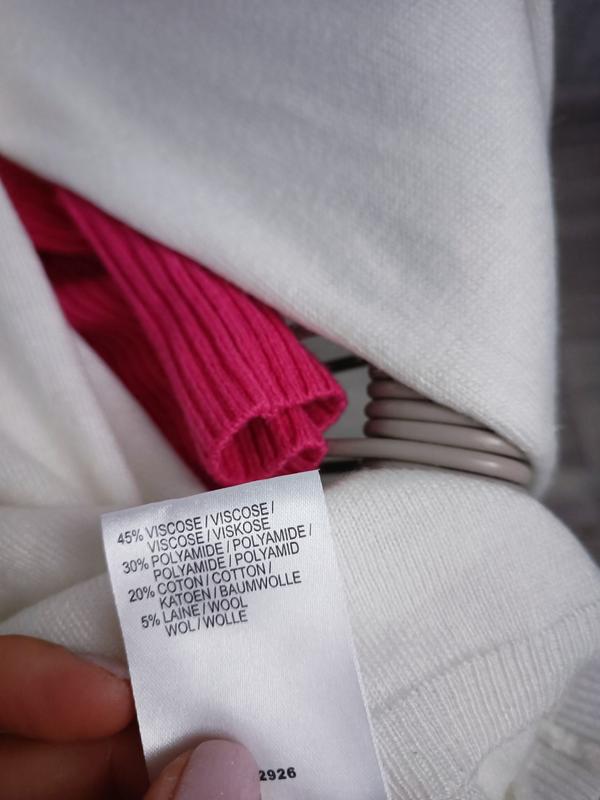 45% VISCOSE / VISCOSE /
VISCOSE / VISKOSE
30% POLYAMIDE / POLYAMIDE /
POLYAMIDE / POLYAMID
20% COTON / COTTON /
KATOEN / BAUMWOLLE
5% LAINE / WOOL
WOL / WOLLE
2926